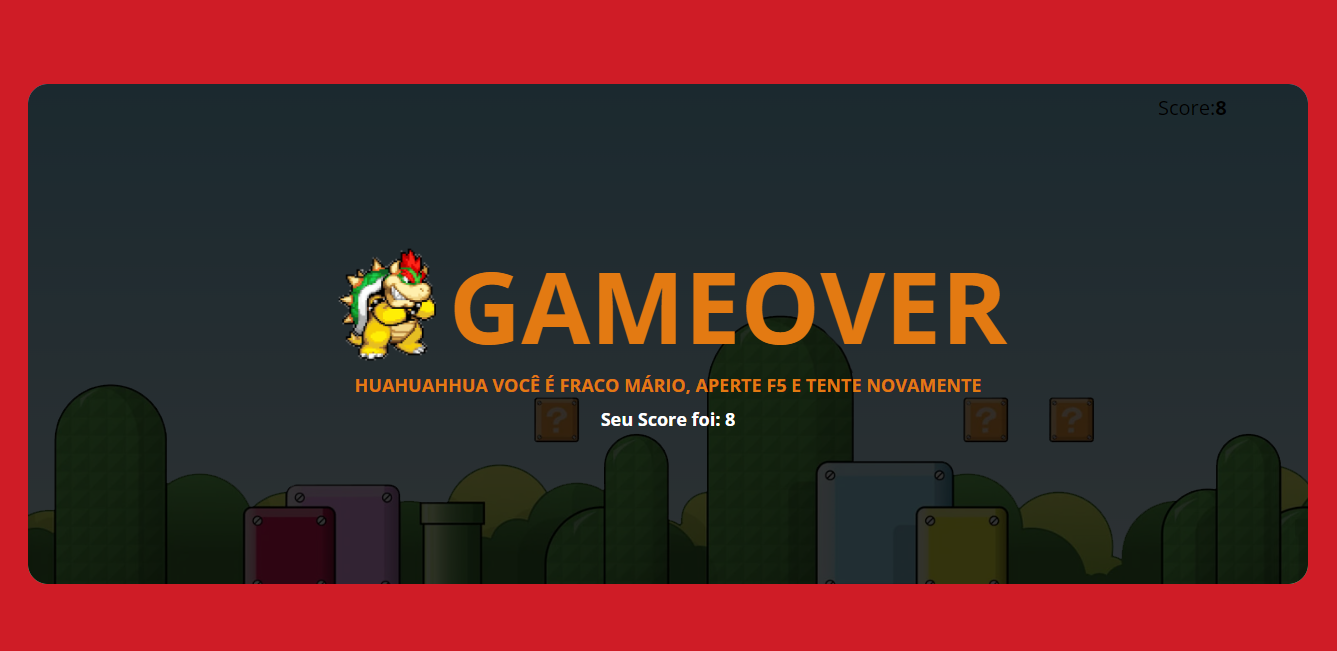 Score:8
GAMEOVER
HUAHUAHHUA VOCÊ É FRACO MÁRIO, APERTE F5 E TENTE NOVAMENTE
Seu Score foi: 8
? ? ?